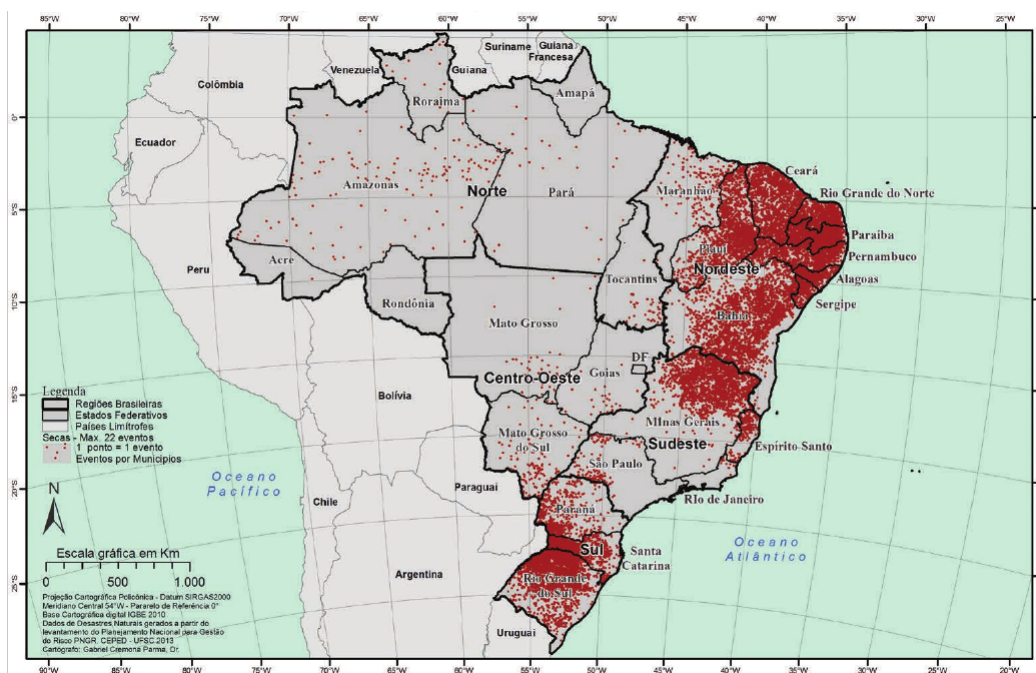 85°W 80°W 75°W 70°W 65°W 60°W 55°W 50°W 45°W 40°W 35°W 30°W 25°W 20°W
Suriname
Guiana
Francesa
Venezuela
Guiana
Colômbia
Roraima
Amapá
0°
Ecuador
Ceará
Amazonas
Norte
Pará
Maranhão
Rio Grande do Norte
5°S
Paraíba
Piauí
Pernambuco
Peru
Acre
Nordeste
Alagoas
Tocantins
Rondônia
Sergipe
10°S
Bahia
Mato Grosso
DF
Legenda
Regiões Brasileiras
Estados Federativos
Países Limítrofes
Secas - Max. 22 eventos
1 ponto = 1 evento
Eventos por Municípios
Centro-Oeste
Goias
Bolívia
15°S
MInas Gerais
Mato Grosso
do Sul
Sudeste
Espírito Santo
São Paulo
Oceano
Pacífico
20°S
N
Chile
Paraguai
RIo de Janeiro
Paraná
Oceano
Atlântico
Escala gráfica em Km
0 500 1.000
Sul
Santa
Catarina
Argentina
Rio Grande
do Sul
25°S
Projeção Cartográfica Policônica - Datum SIRGAS2000
Meridiano Central 54°W - Pararelo de Referência 0°
Base Cartográfica digital IGBE 2010
Dados de Desastres Naturais gerados a partir do
levantamento do Planejamento Nacional para Gestão
do Risco PNGR CEPED - UFSC.2013
Cartógrafo: Gabriel Cremona Parma, Dr.
Uruguai
90°W 85°W 80°W 75°W 70°W 65°W 60°W 55°W 50°W 45°W 40°W 35°W 30°W 25°W 20°W